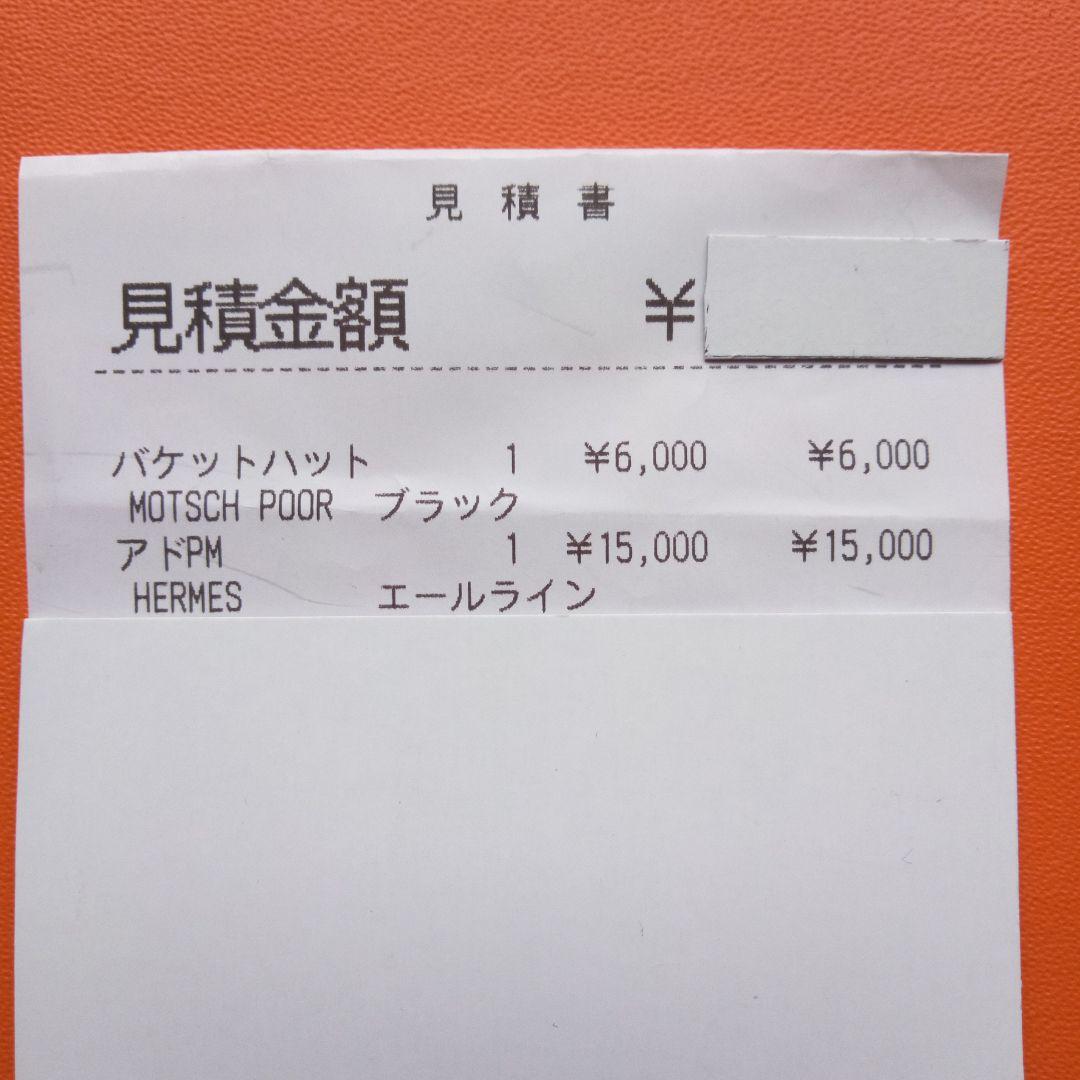 見積書
見積金額 ¥
バケットハット 1 ¥6,000 ¥6,000
MOTSCH POOR ブラック
アドPM 1 ¥15,000 ¥15,000
HERMES エールライン